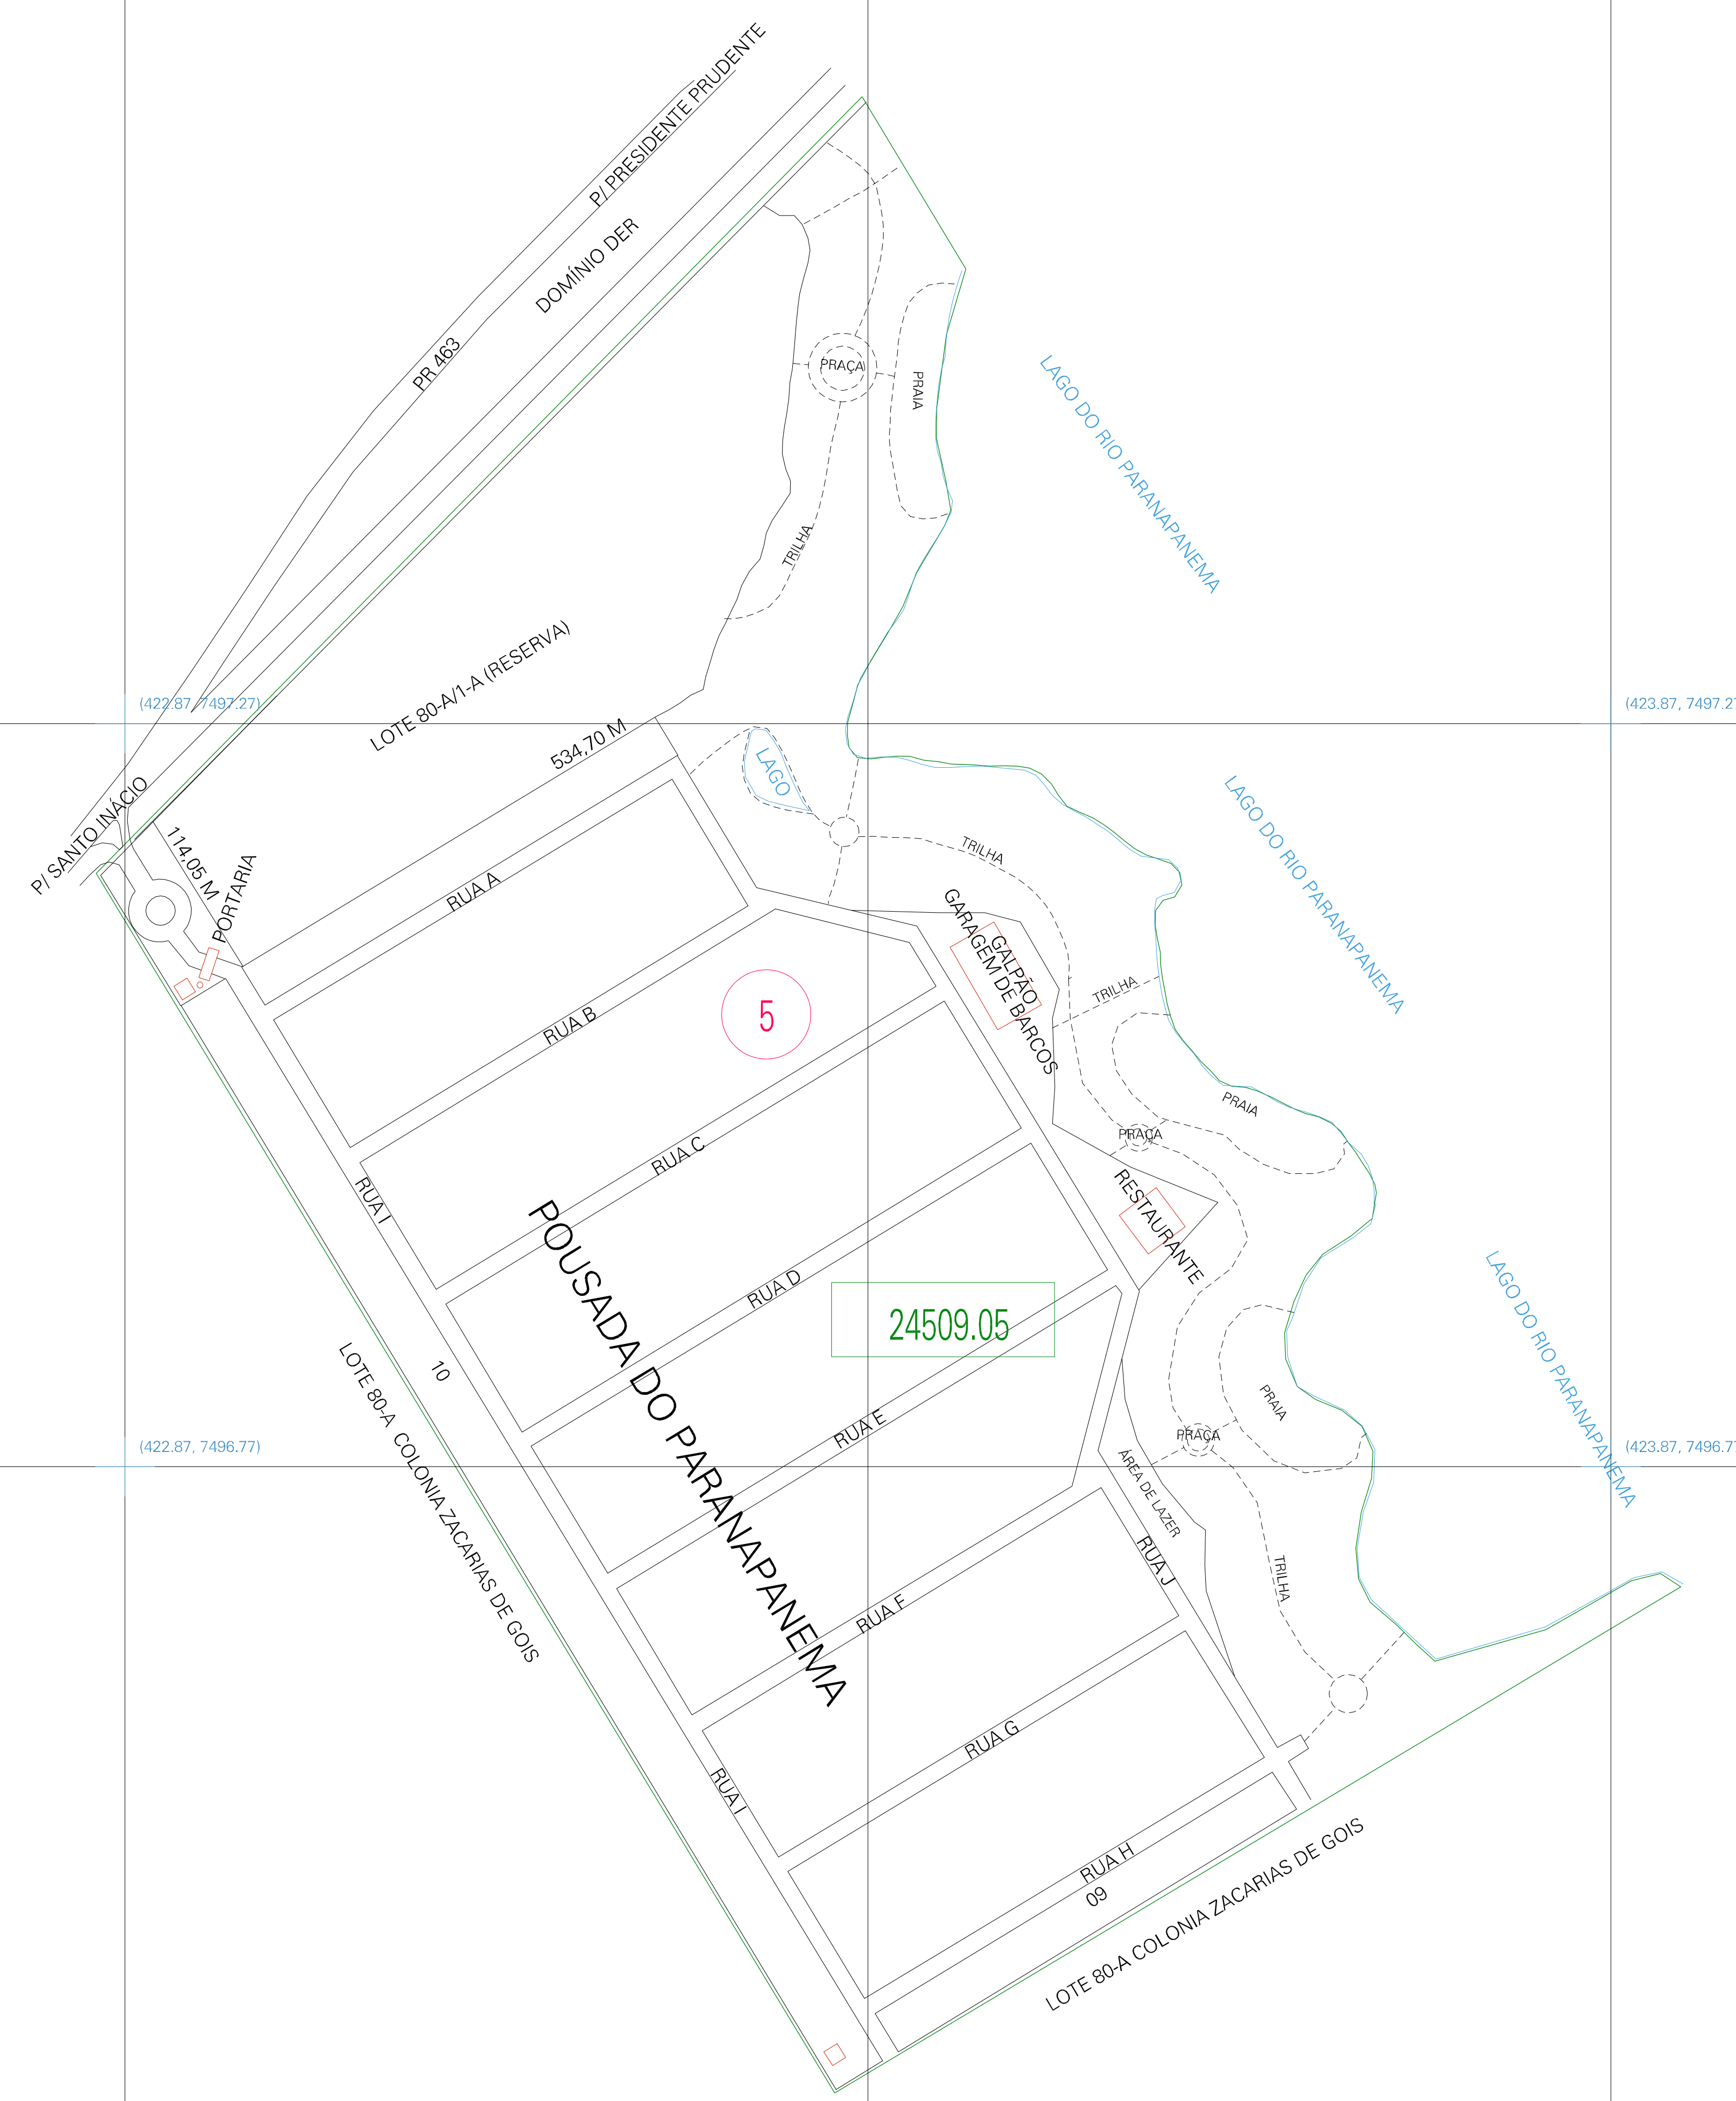 P/ PRESIDENTE PRUDENTE
DOMÍNIO DER
PR 463
PRAÇA
PRAIA
LAGO DO RIO PARANAPANEMA
TRILHA
LOTE 80-A/1-A (RESERVA)
(422.87, 7497.27)
(423.87, 7497.27
534,70 M
LAGO
P/ SANTO INÁCIO
114,05 M
PORTARIA
LAGO DO RIO PARANAPANEMA
TRILHA
RUA A
GARAGEM DE BARCOS
GALPÃO
TRILHA
5
RUA B
PRAIA
PRAÇA
RUA C
RUA I
RESTAURANTE
POUSADA DO PARANAPANEMA
RUA D
24509.05
LAGO DO RIO PARANAPANEMA
10
LOTE 80-A COLONIA ZACARIAS DE GOIS
PRAIA
RUA E
PRAÇA
(422.87, 7496.77)
(423.87, 7496.77
ÁREA DE LAZER
RUA J
TRILHA
RUA F
RUA G
RUA I
RUA H
09
LOTE 80-A COLONIA ZACARIAS DE GOIS